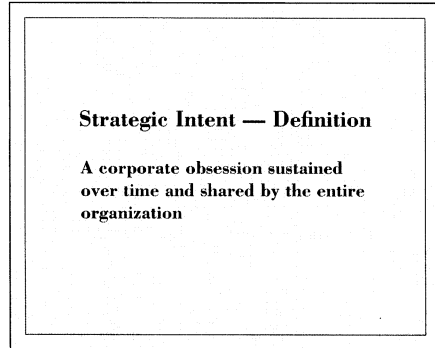 Strategic Intent — Definition
A corporate obsession sustained
over time and shared by the entire
organization